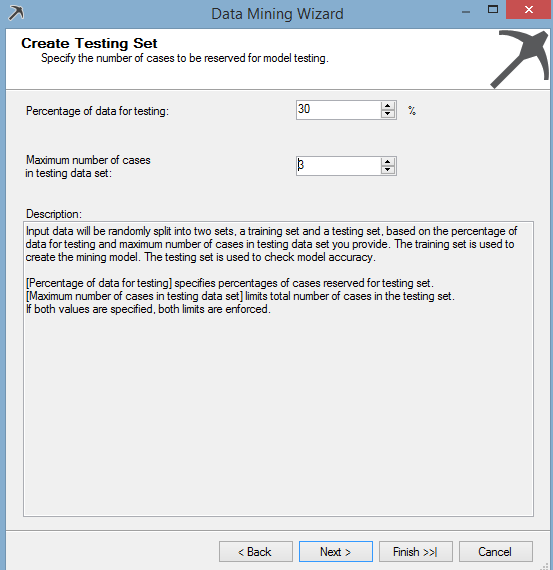 Data Mining Wizard
Create Testing Set
Specify the number of cases to be reserved for model testing.
Percentage of data for testing: 30 %
Maximum number of cases
in testing data set: 3
Description:
Input data will be randomly split into two sets, a training set and a testing set, based on the percentage of
data for testing and maximum number of cases in testing data set you provide. The training set is used to
create the mining model. The testing set is used to check model accuracy.
[Percentage of data for testing] specifies percentages of cases reserved for testing set.
[Maximum number of cases in testing data set] limits total number of cases in the testing set.
If both values are specified, both limits are enforced.
< Back Next > Finish >>| Cancel